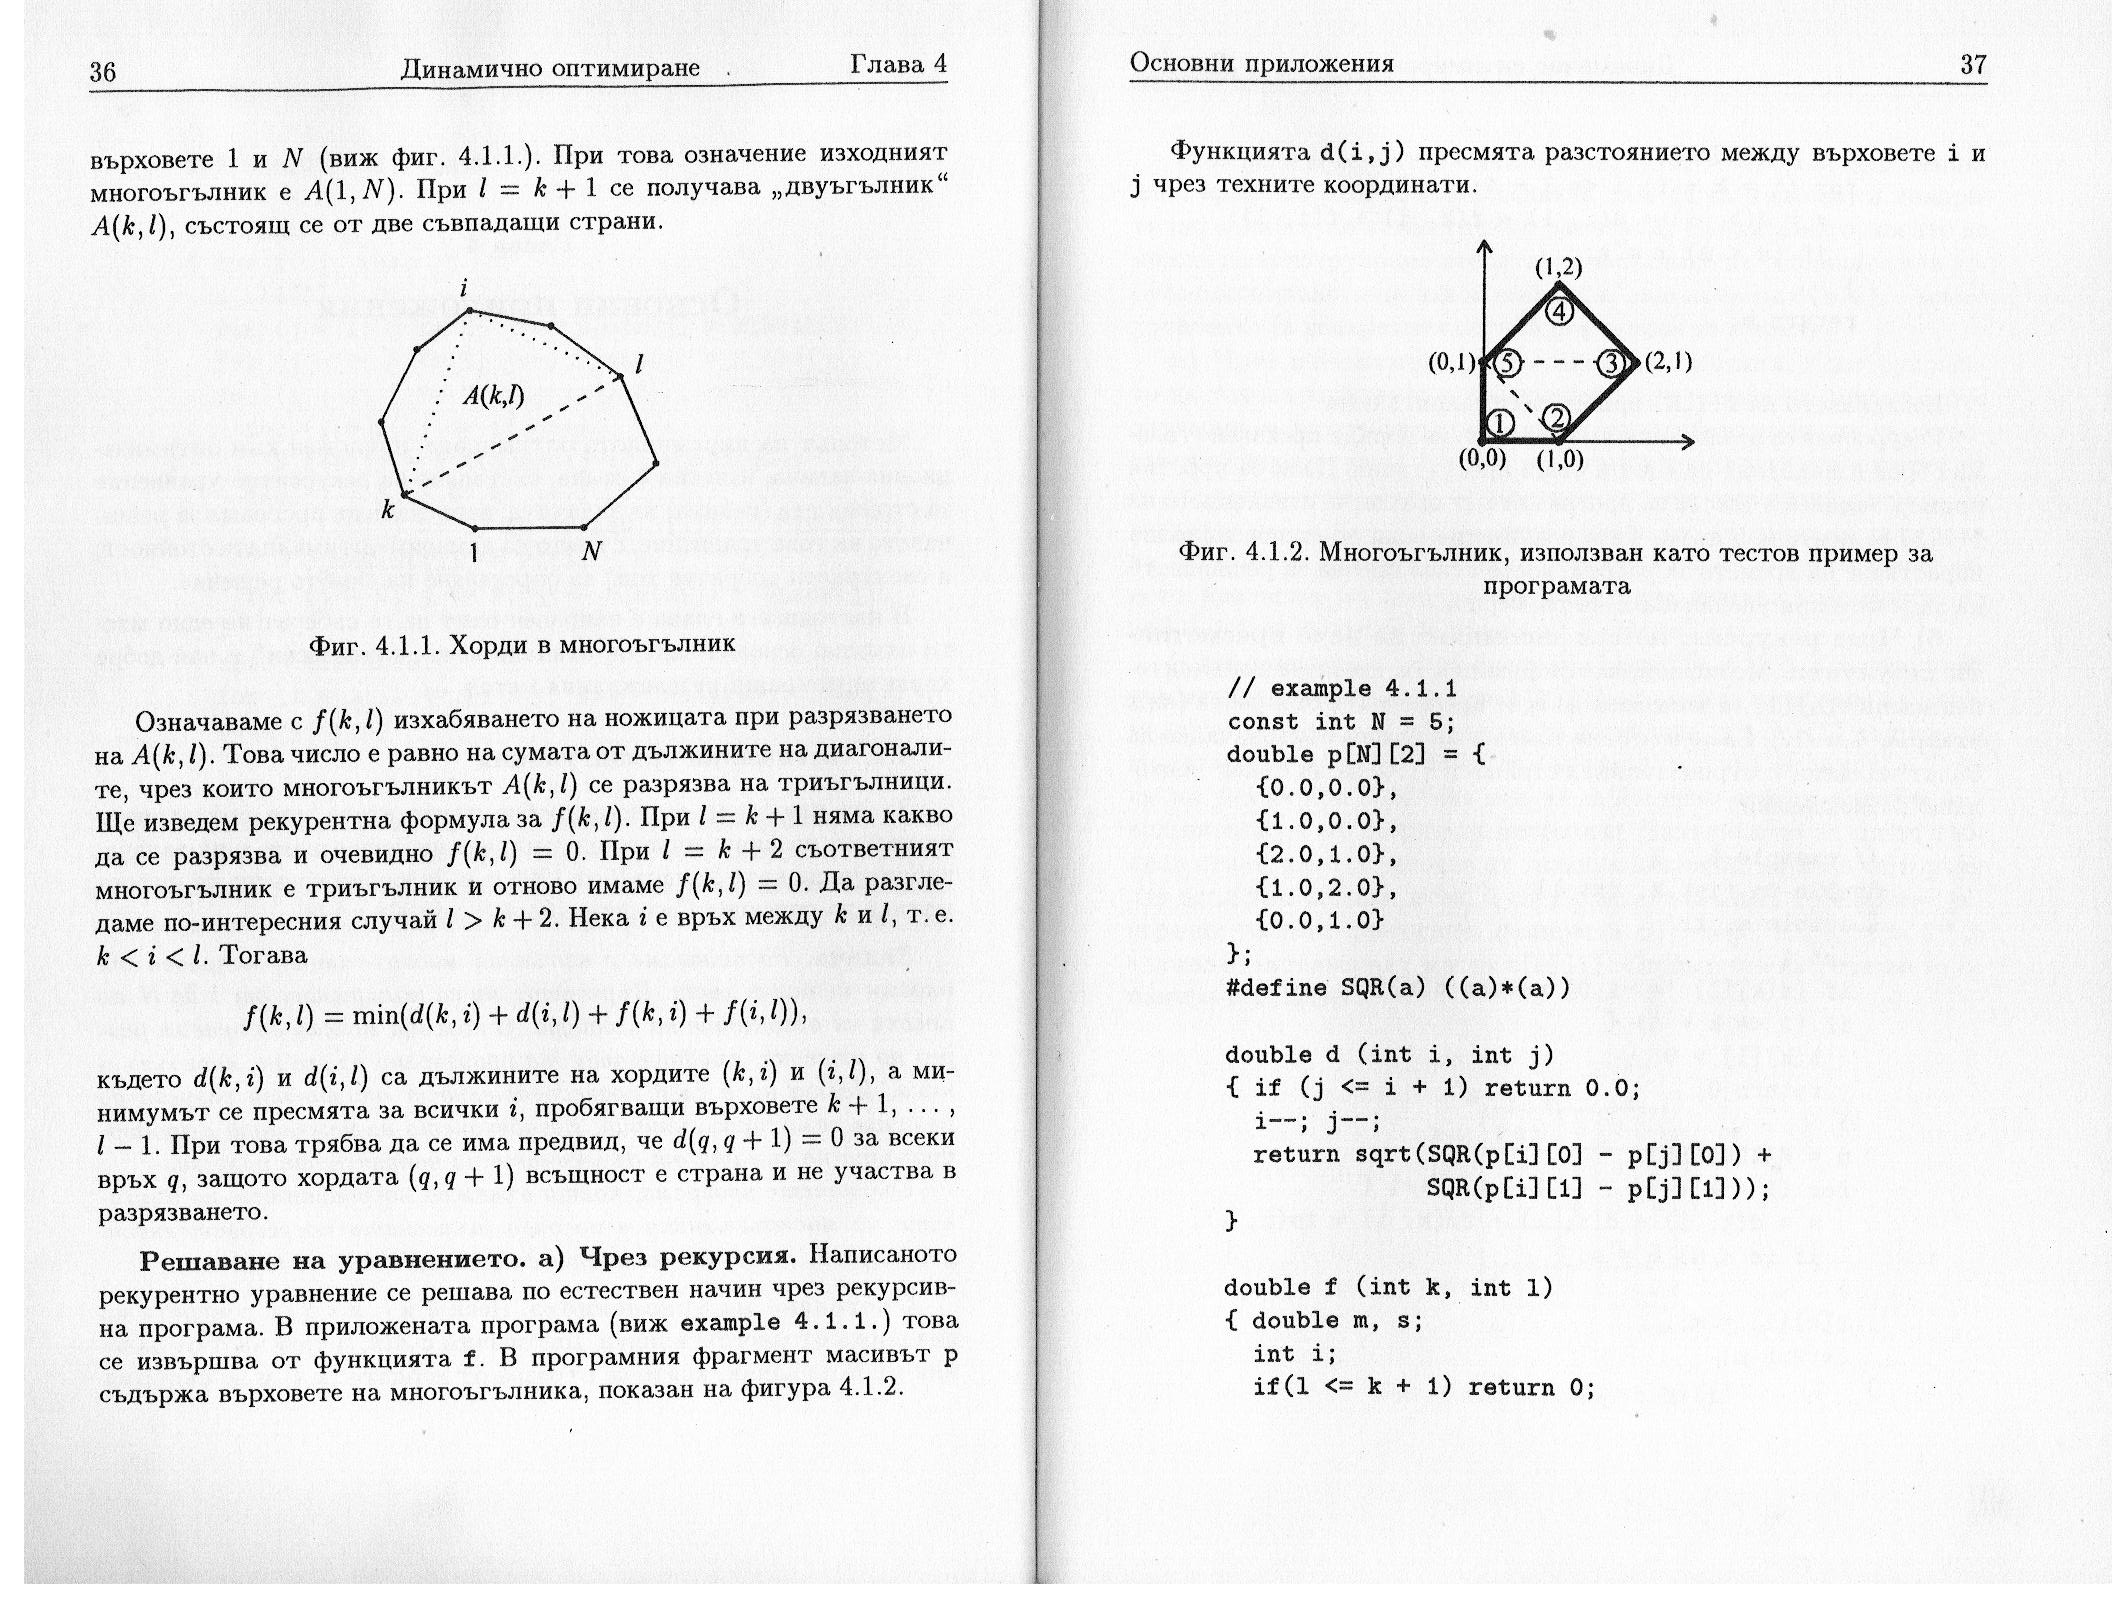 36 Динамично оптимиране Глава 4
върховете 1 и N (виж фиг. 4.1.1.). При това означение изходният
многоъгълник е A(1, N). При l = k + 1 се получава „двуъгълник“
A(k, l), състоящ се от две съвпадащи страни.
i
l
A(k,l)
k
1 N
Фиг. 4.1.1. Хорди в многоъгълник
Означаваме с f(k, l) изхабяването на ножицата при разрязването
на A(k, l). Това число е равно на сумата от дължините на диагонали-
те, чрез които многоъгълникът A(k, l) се разрязва на триъгълници.
Ще изведем рекурентна формула за f(k, l). При l = k + 1 няма какво
да се разрязва и очевидно f(k, l) = 0. При l = k + 2 съответният
многоъгълник е триъгълник и отново имаме f(k, l) = 0. Да разгле-
даме по-интересния случай l > k + 2. Нека i е връх между k и l, т. е.
k < i < l. Тогава
f(k, l) = min(d(k, i) + d(i, l) + f(k, i) + f(i, l)),
където d(k, i) и d(i, l) са дължините на хордите (k, i) и (i, l), а ми-
нимумът се пресмята за всички i, пробягващи върховете k + 1, ... ,
l − 1. При това трябва да се има предвид, че d(q, q + 1) = 0 за всеки
връх q, защото хордата (q, q + 1) всъщност е страна и не участва в
разрязването.
Решаване на уравнението. а) Чрез рекурсия. Написаното
рекурентно уравнение се решава по естествен начин чрез рекурсив-
на програма. В приложената програма (виж example 4.1.1.) това
се извършва от функцията f. В програмния фрагмент масивът p
съдържа върховете на многоъгълника, показан на фигура 4.1.2.
Основни приложения 37
Функцията d(i,j) пресмята разстоянието между върховете i и
j чрез техните координати.
(1,2)
4
(0,1) 5 3 (2,1)
1 2
(0,0) (1,0)
Фиг. 4.1.2. Многоъгълник, използван като тестов пример за
програмата
// example 4.1.1
const int N = 5;
double p[N][2] = {
{0.0,0.0},
{1.0,0.0},
{2.0,1.0},
{1.0,2.0},
{0.0,1.0}
};
#define SQR(a) ((a)*(a))
double d (int i, int j)
{ if (j <= i + 1) return 0.0;
i--; j--;
return sqrt(SQR(p[i][0] - p[j][0]) +
SQR(p[i][1] - p[j][1]));
}
double f (int k, int l)
{ double m, s;
int i;
if(l <= k + 1) return 0;